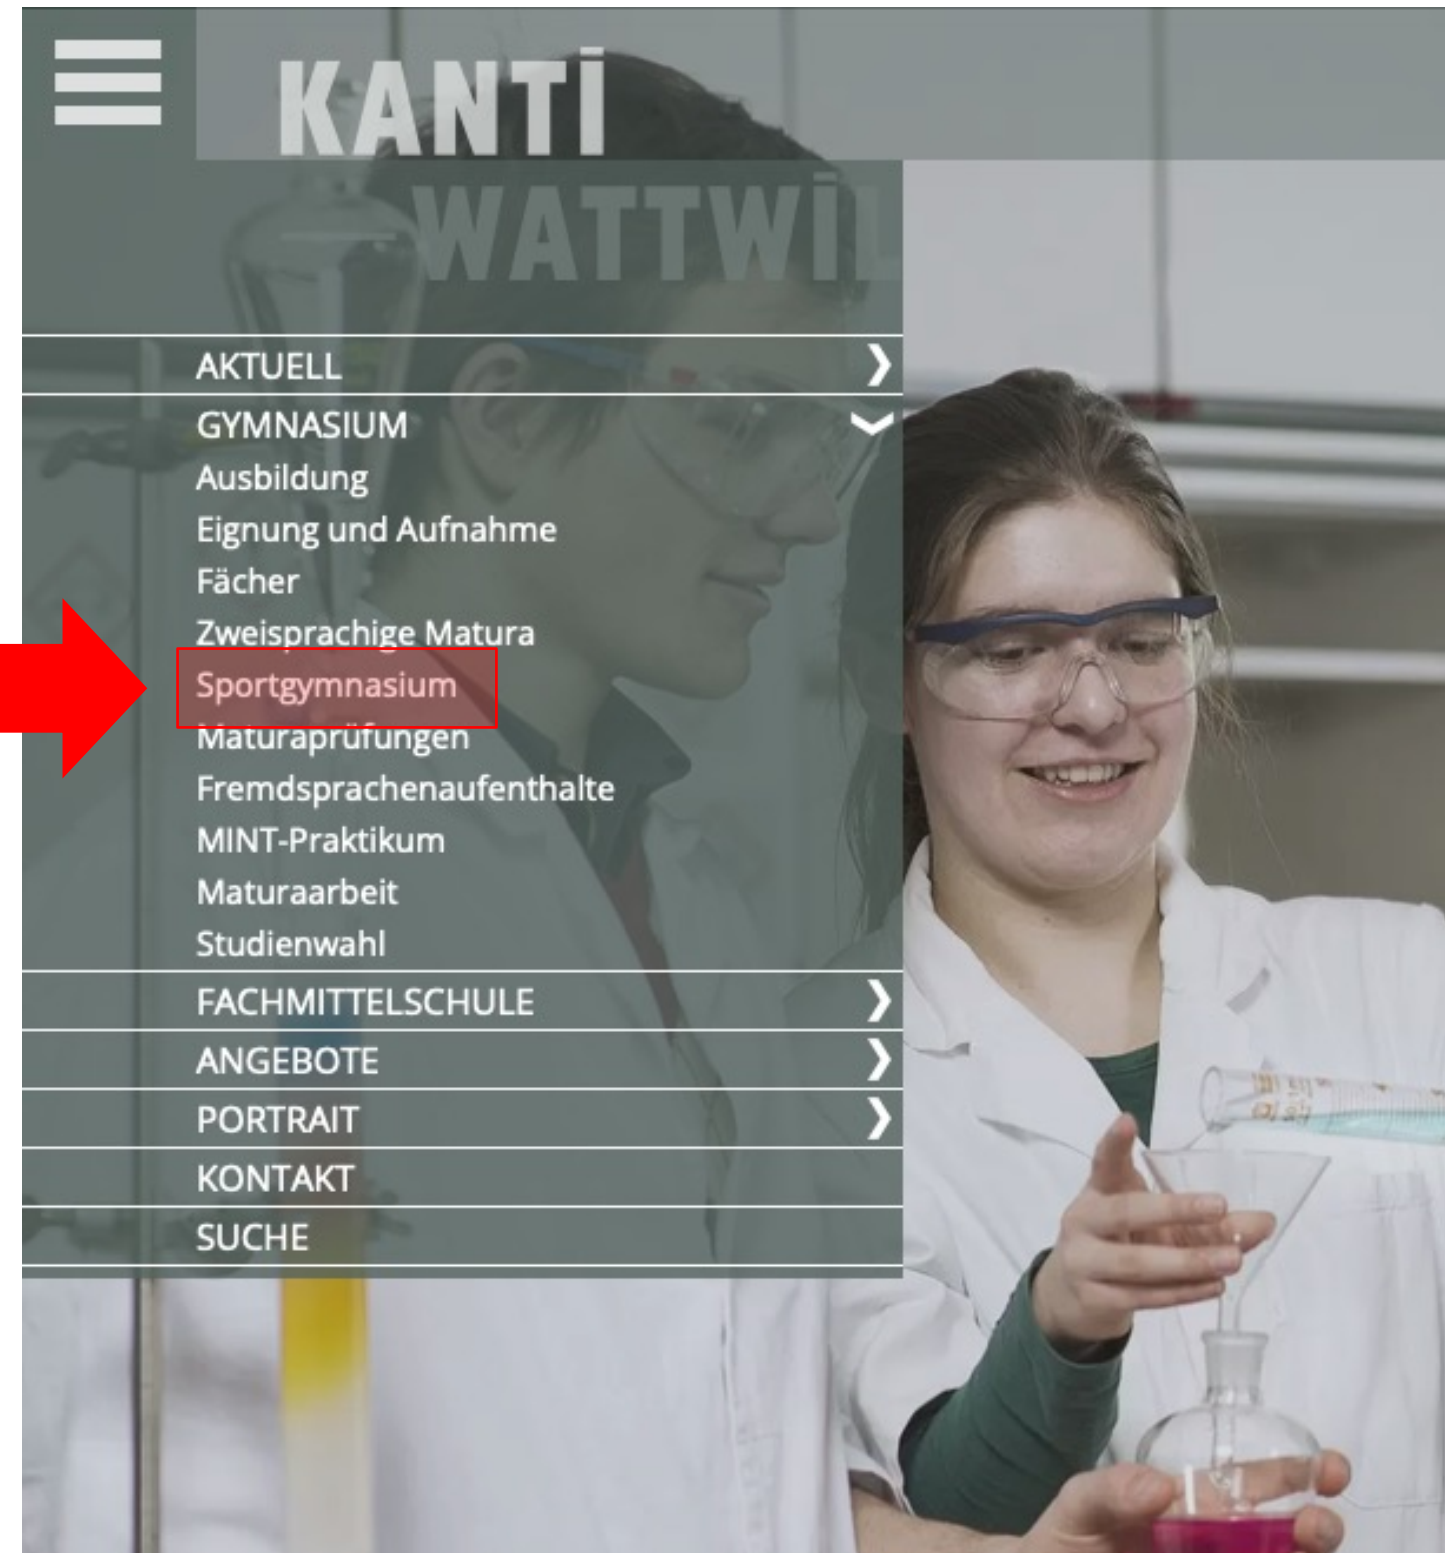 KANTI
WATTWIL
AKTUELL
GYMNASIUM
Ausbildung
Eignung und Aufnahme
Fächer
Zweisprachige Matura
Sportgymnasium
Maturaprüfungen
Fremdsprachenaufenthalte
MINT-Praktikum
Maturaarbeit
Studienwahl
FACHMITTELSCHULE
ANGEBOTE
PORTRAIT
KONTAKT
SUCHE